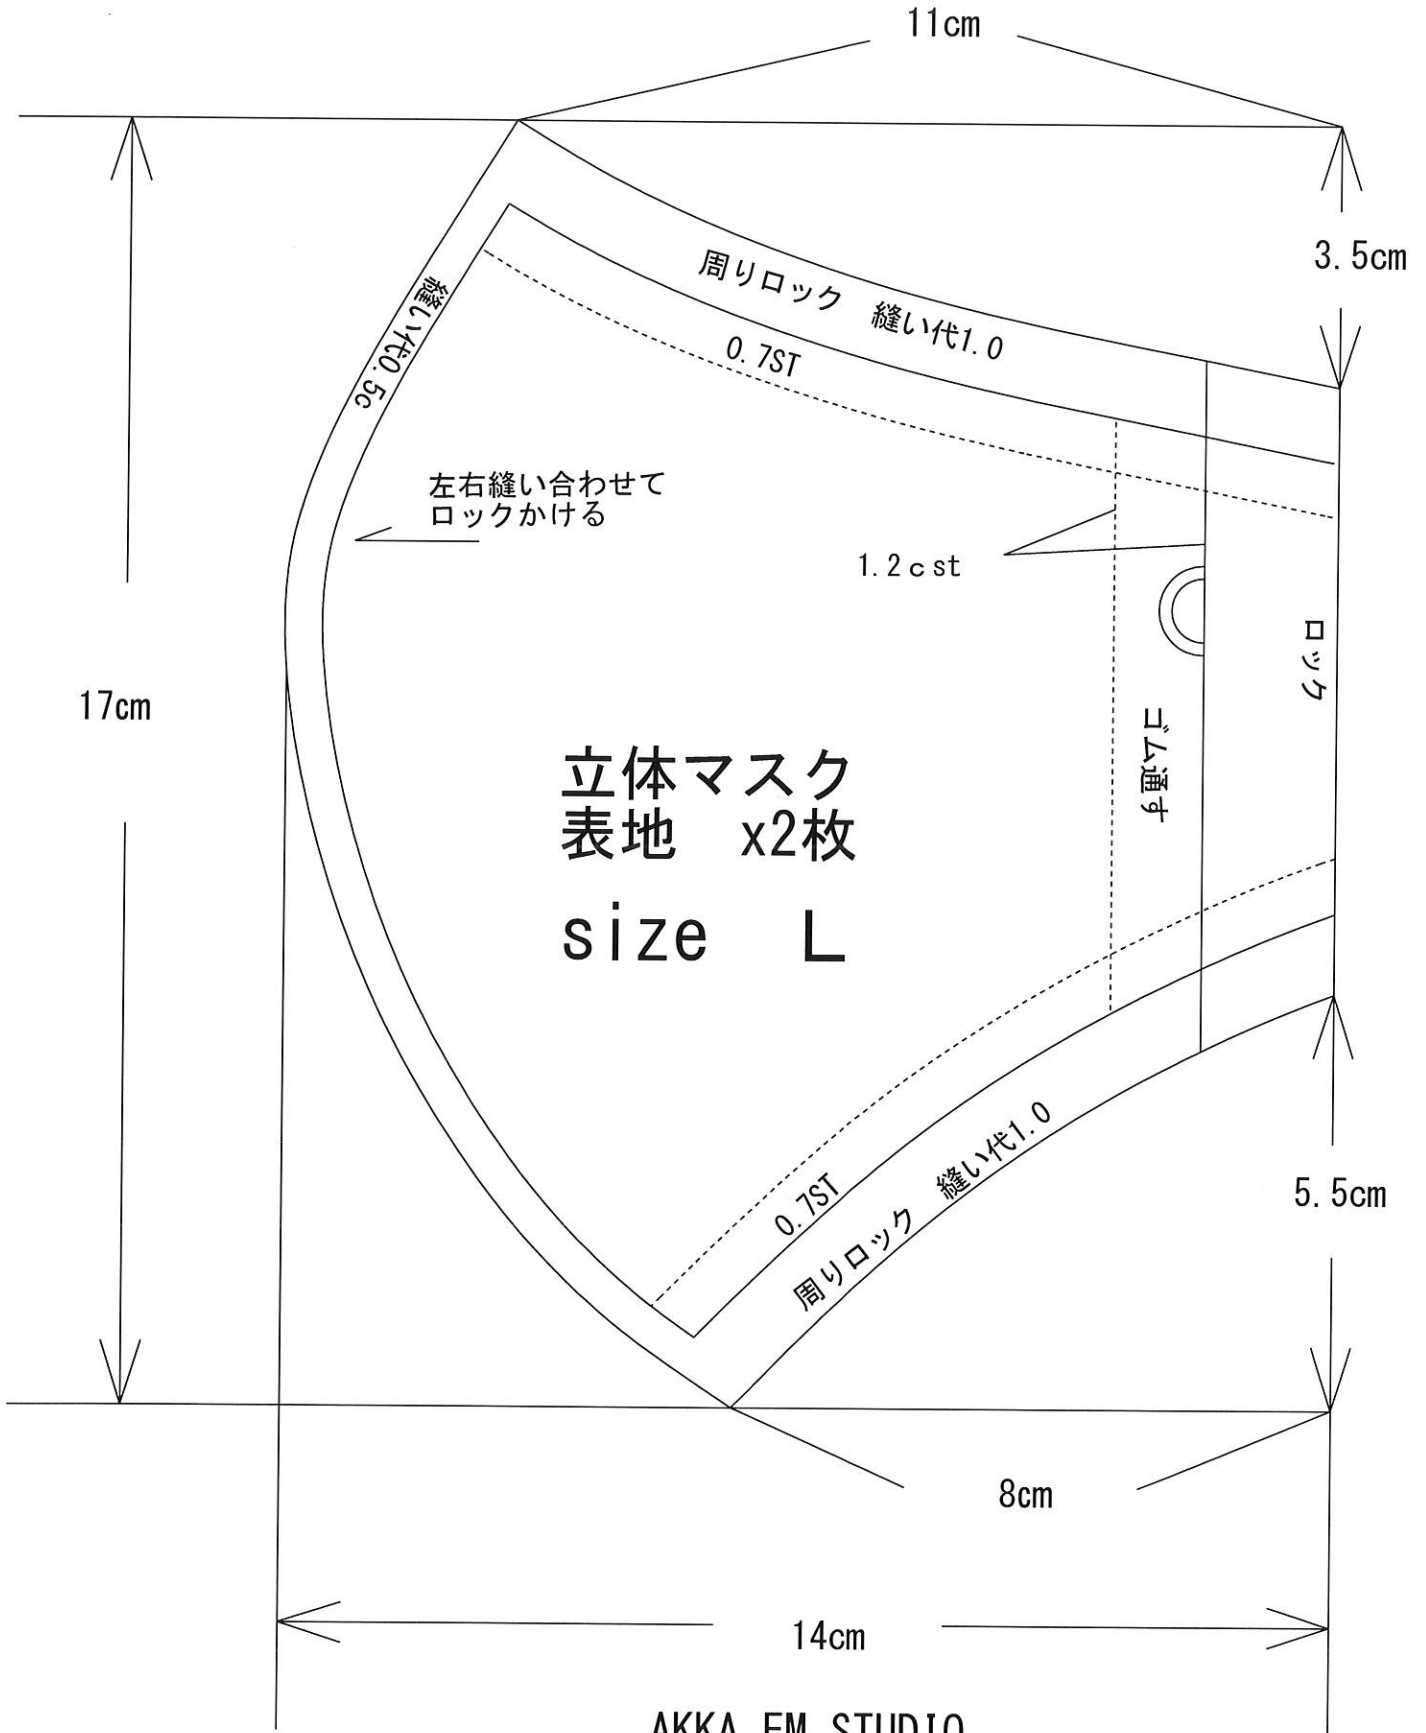 11cm
3.5cm
周りロック 縫い代1.0
縫い代0.5c
0.7ST
左右縫い合わせて
ロックかける
1.2cst
ロック
17cm
ゴム通す
立体マスク
表地 x2枚
size L
0.7ST
周りロック 縫い代1.0
5.5cm
8cm
14cm
AKKA EM STUDIO